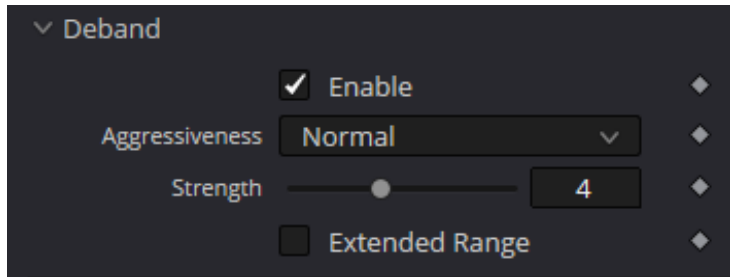 Deband
Enable
Aggressiveness Normal
Strength 4
Extended Range